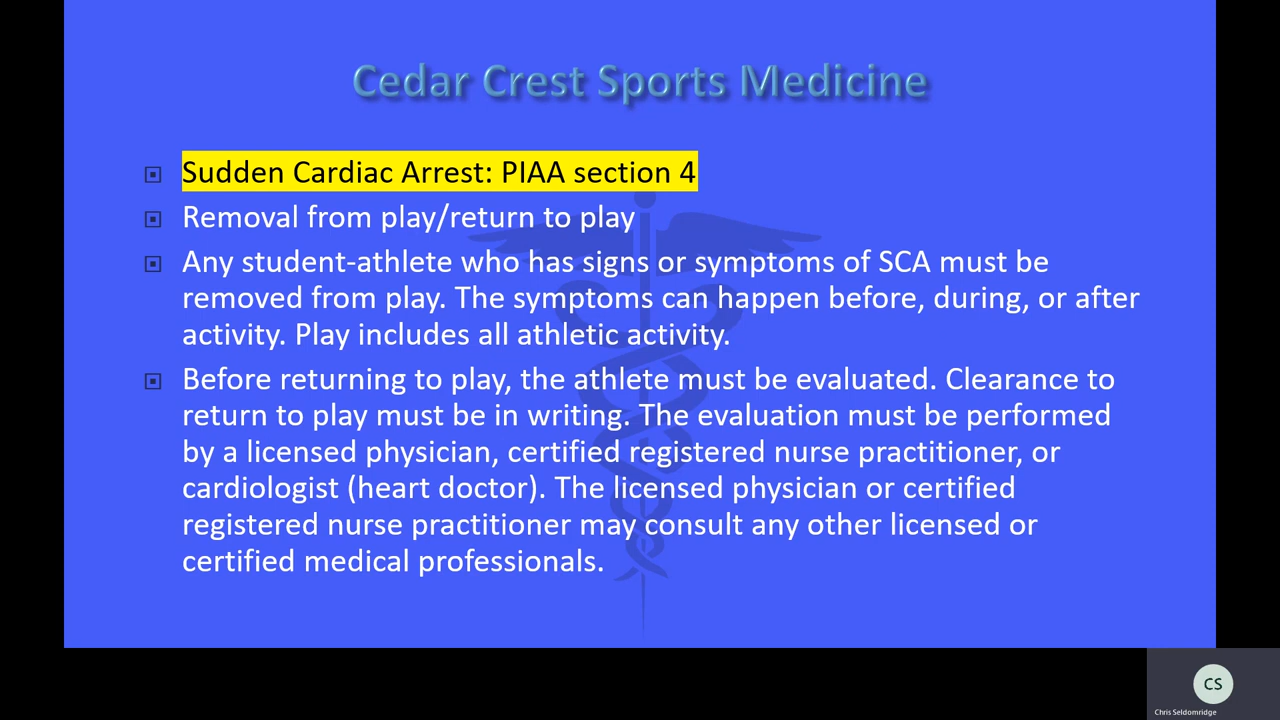 Cedar Crest Sports Medicine
Sudden Cardiac Arrest: PIAA section 4
Removal from play/return to play
Any student-athlete who has signs or symptoms of SCA must be
removed from play. The symptoms can happen before, during, or after
activity. Play includes all athletic activity.
Before returning to play, the athlete must be evaluated. Clearance to
return to play must be in writing. The evaluation must be performed
by a licensed physician, certified registered nurse practitioner, or
cardiologist (heart doctor). The licensed physician or certified
registered nurse practitioner may consult any other licensed or
certified medical professionals.
CS
Chris Seldomridge